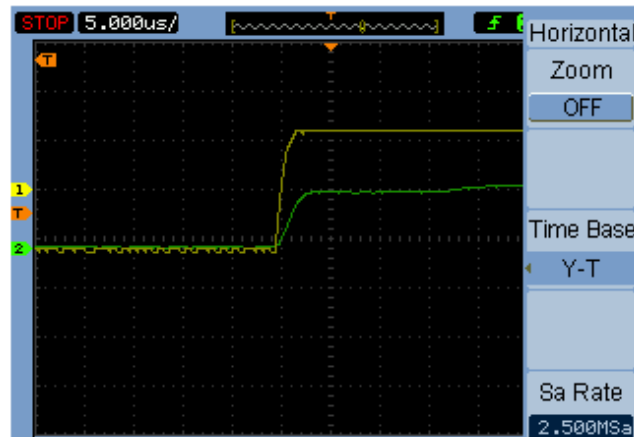 STOP 5.000us/ T
Horizontal
Zoom
OFF
T
1
T
2
Time Base
Y-T
Sa Rate
2.500MSa